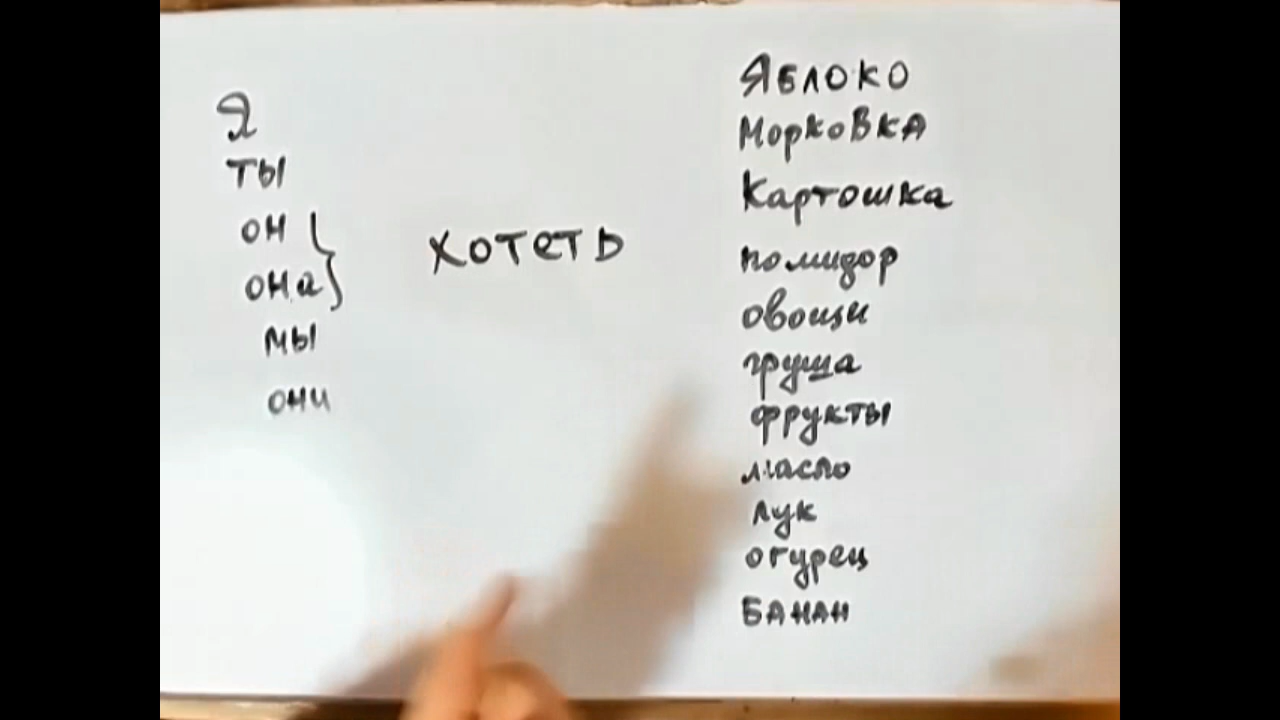 Я
ты
он
она
мы
они
хотеть
Яблоко
Морковка
Картошка
помидор
овощи
груша
фрукты
масло
лук
огурец
БАНАН